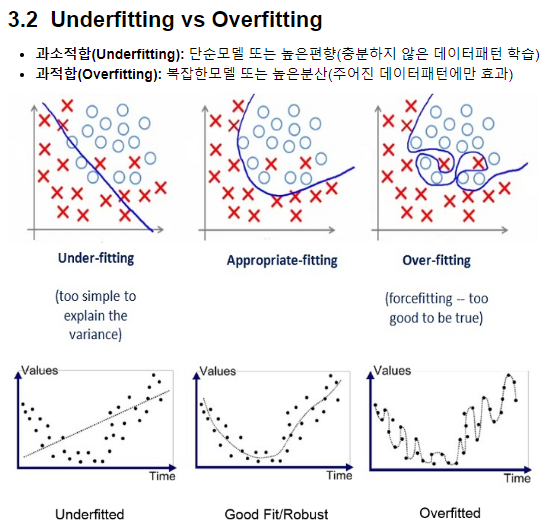 3.2 Underfitting vs Overfitting
• 과소적합(Underfitting): 단순모델 또는 높은편향(충분하지 않은 데이터패턴 학습)
• 과적합(Overfitting): 복잡한모델 또는 높은분산(주어진 데이터패턴에만 효과)
Under-fitting
Appropriate-fitting
Over-fitting
(too simple to
explain the
variance)
(forcefitting -- too
good to be true)
Values
Values
Values
Time
Time
Time
Underfitted
Good Fit/Robust
Overfitted